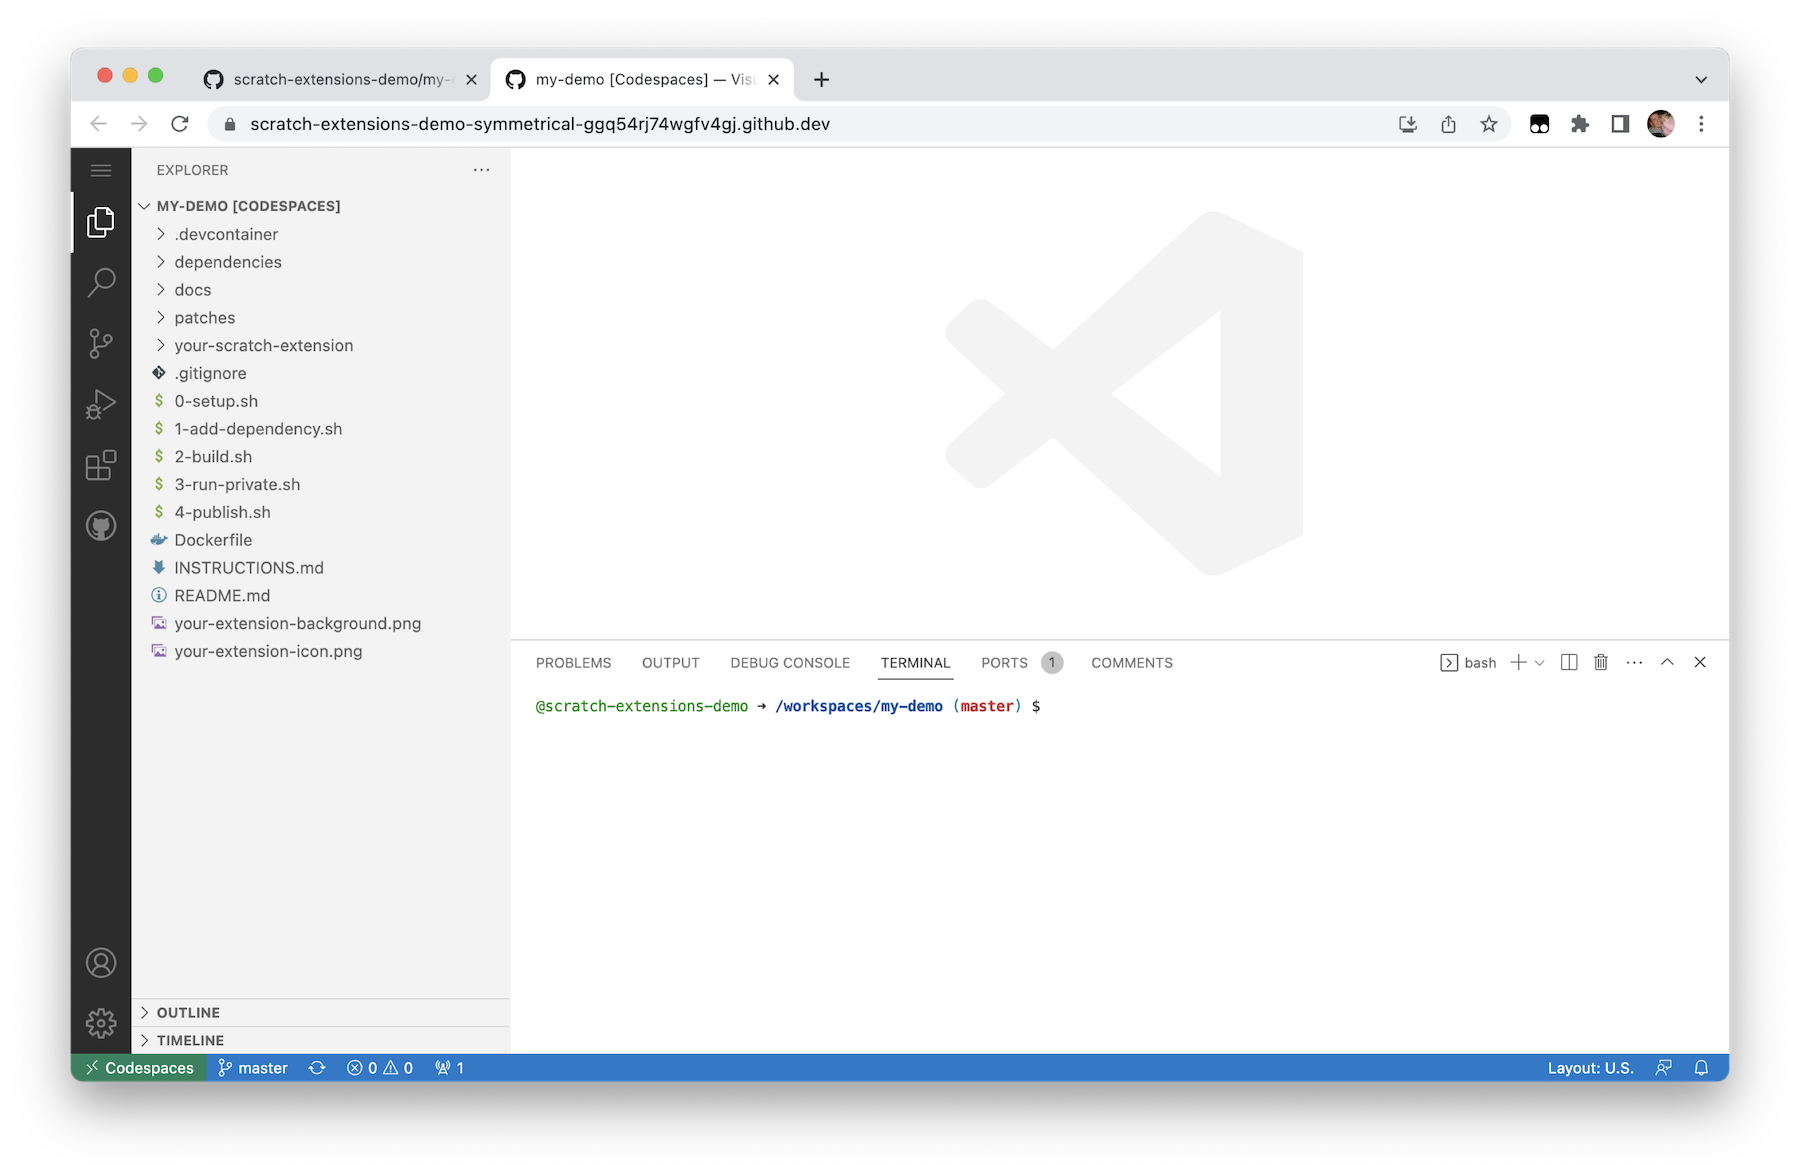 scratch-extensions-demo/my-
my-demo [Codespaces] — Vis
scratch-extensions-demo-symmetrical-ggq54rj74wgfv4gj.github.dev
EXPLORER
MY-DEMO [CODESPACES]
.devcontainer
dependencies
docs
patches
your-scratch-extension
.gitignore
$ 0-setup.sh
$ 1-add-dependency.sh
$ 2-build.sh
$ 3-run-private.sh
$ 4-publish.sh
Dockerfile
INSTRUCTIONS.md
README.md
your-extension-background.png
your-extension-icon.png
OUTLINE
TIMELINE
PROBLEMS OUTPUT DEBUG CONSOLE TERMINAL PORTS 1 COMMENTS bash
@scratch-extensions-demo → /workspaces/my-demo (master) $
Codespaces master 0 0 1 Layout: U.S.